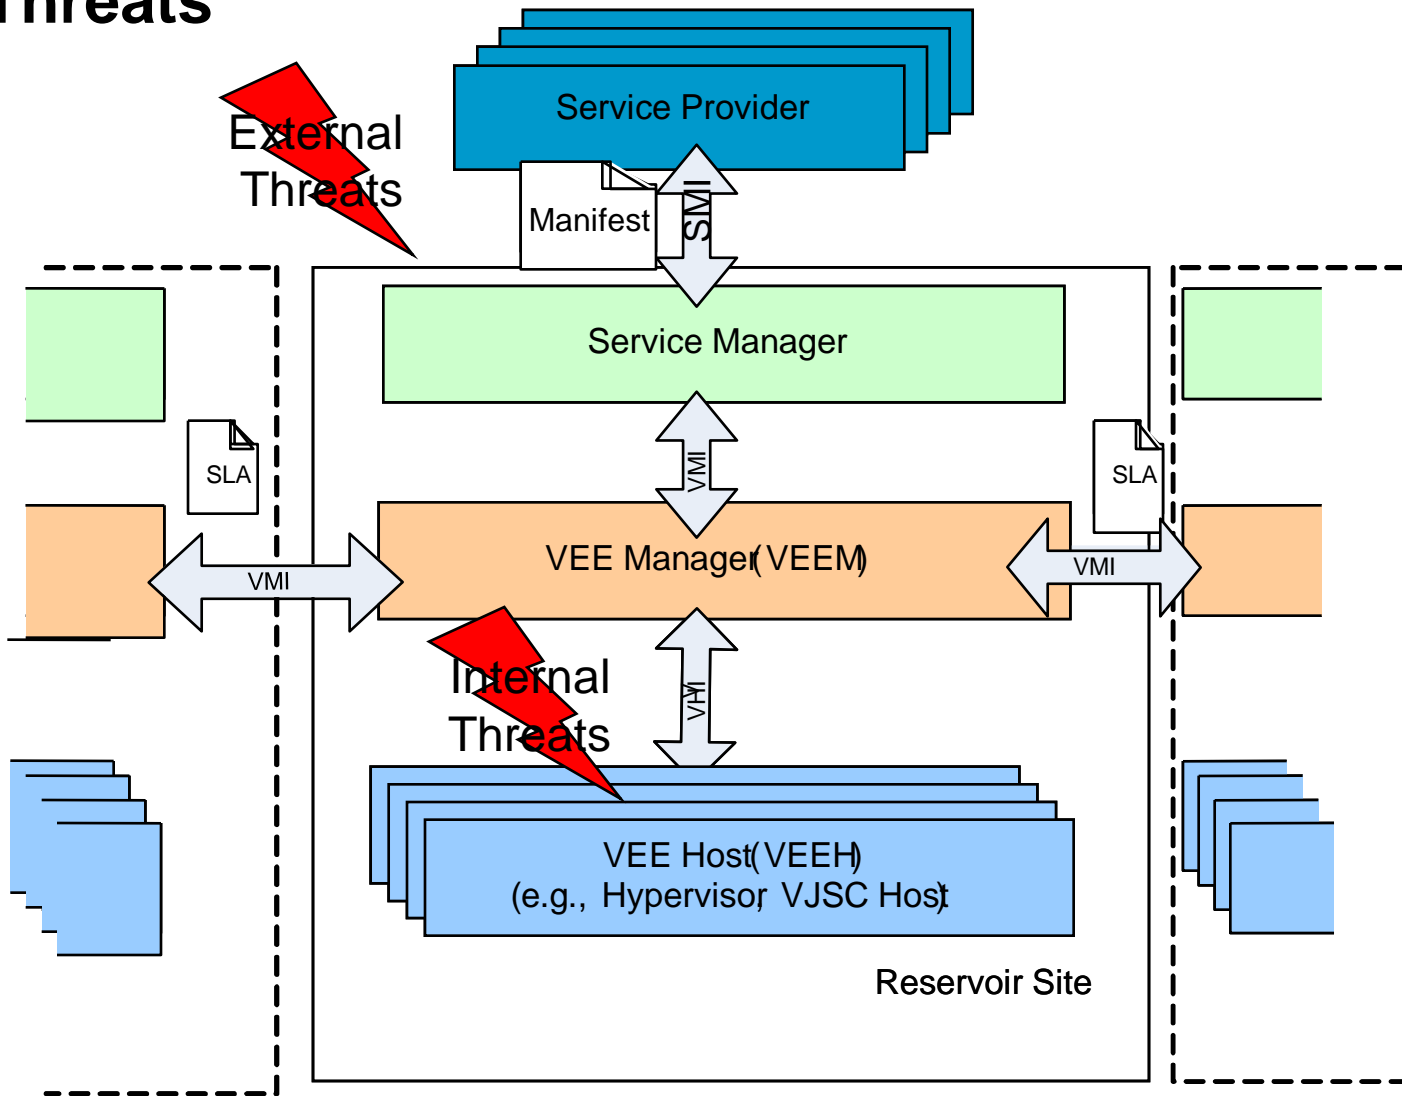 Threats
Service Provider
External
Threats
SMI
Manifest
Service Manager
SLA
VMI
SLA
VEE Manager(VEEM)
VMI
VMI
Internal
Threats
VHI
VEE Host(VEEH)
(e.g., Hypervisor, VJSC Host)
Reservoir Site